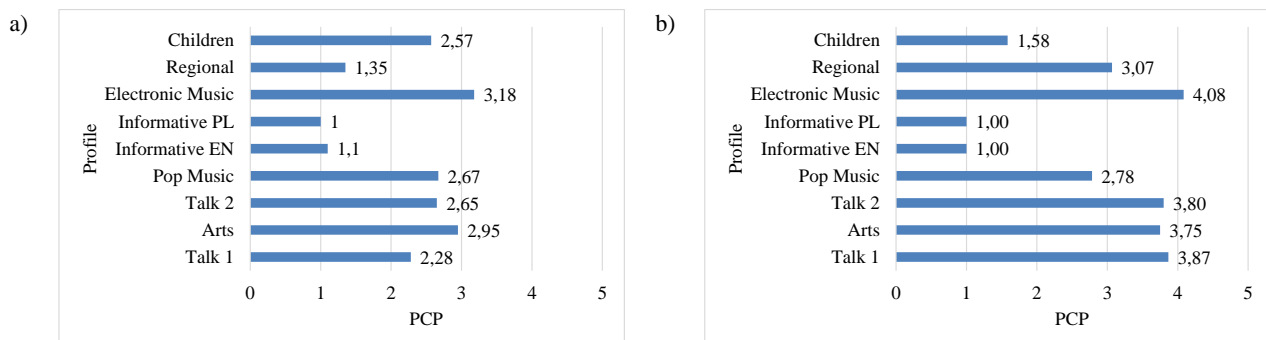 a)
Profile
Children 2,57
Regional 1,35
Electronic Music 3,18
Informative PL 1
Informative EN 1,1
Pop Music 2,67
Talk 2 2,65
Arts 2,95
Talk 1 2,28
0 1 2 3 4 5
PCP
b)
Profile
Children 1,58
Regional 3,07
Electronic Music 4,08
Informative PL 1,00
Informative EN 1,00
Pop Music 2,78
Talk 2 3,80
Arts 3,75
Talk 1 3,87
0 1 2 3 4 5
PCP